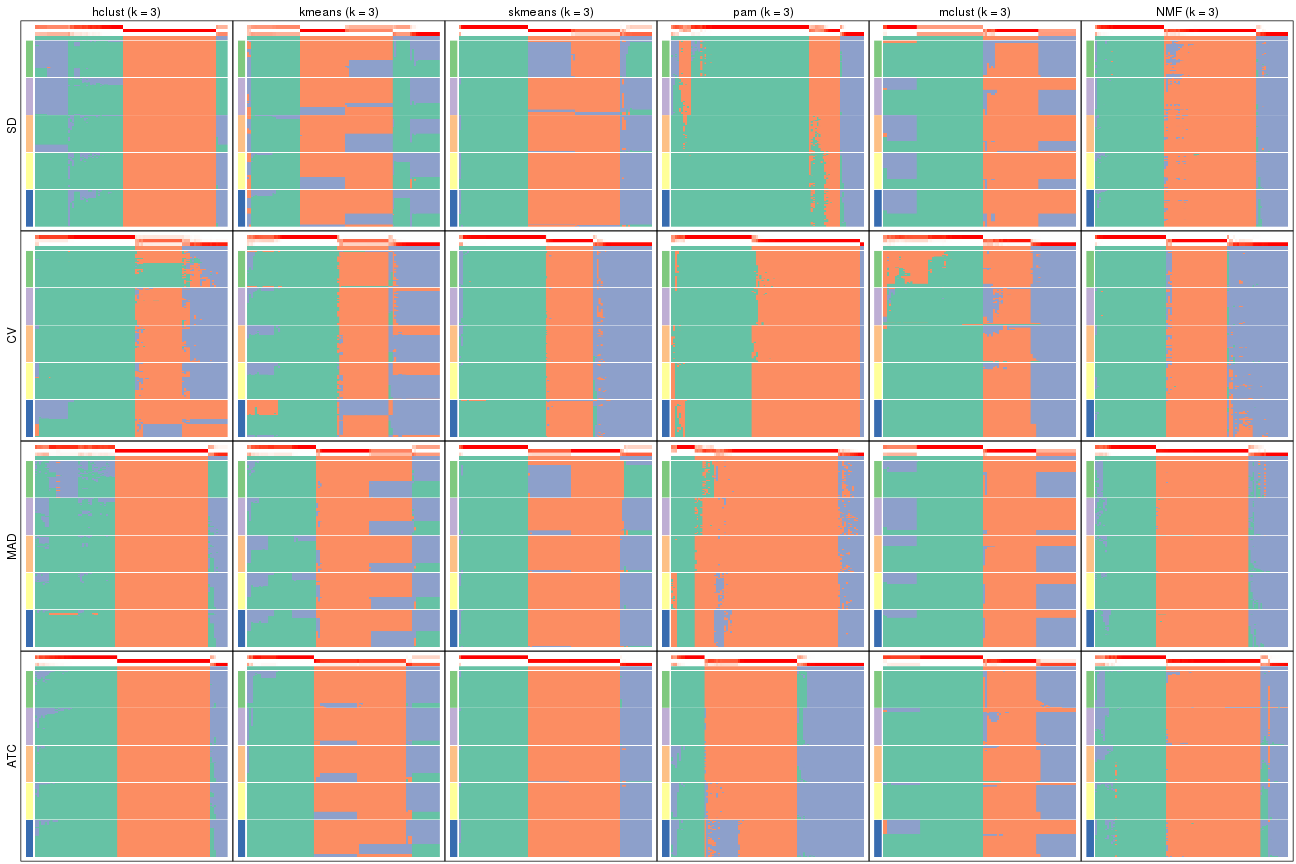 hclust (k = 3) kmeans (k = 3) skmeans (k = 3) pam (k = 3) mclust (k = 3) NMF (k = 3)
SD
CV
MAD
ATC